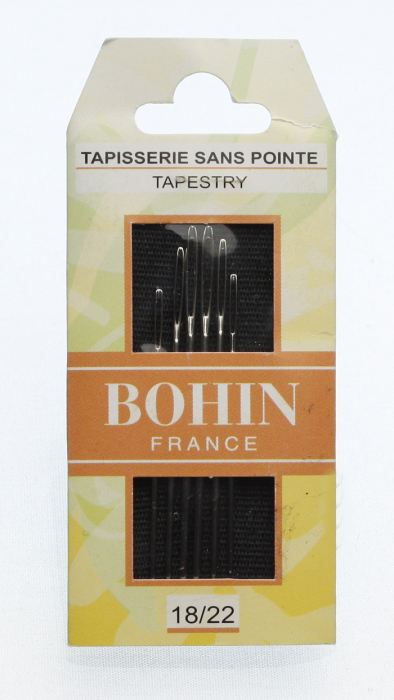 TAPISSERIE SANS POINTE
TAPESTRY
BOHIN
FRANCE
18/22